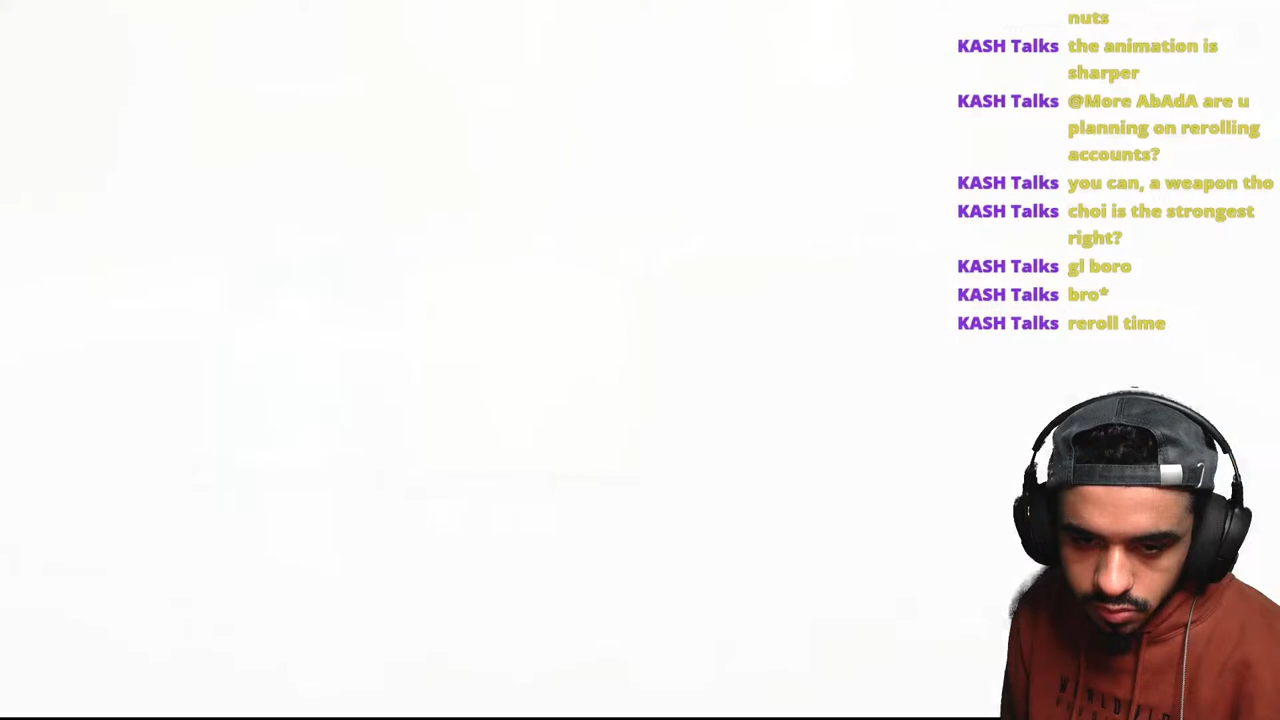 nuts
KASH Talks the animation is
sharper
KASH Talks @More AbAdA are u
planning on rerolling
accounts?
KASH Talks you can, a weapon tho
KASH Talks choi is the strongest
right?
KASH Talks gl boro
KASH Talks bro*
KASH Talks reroll time